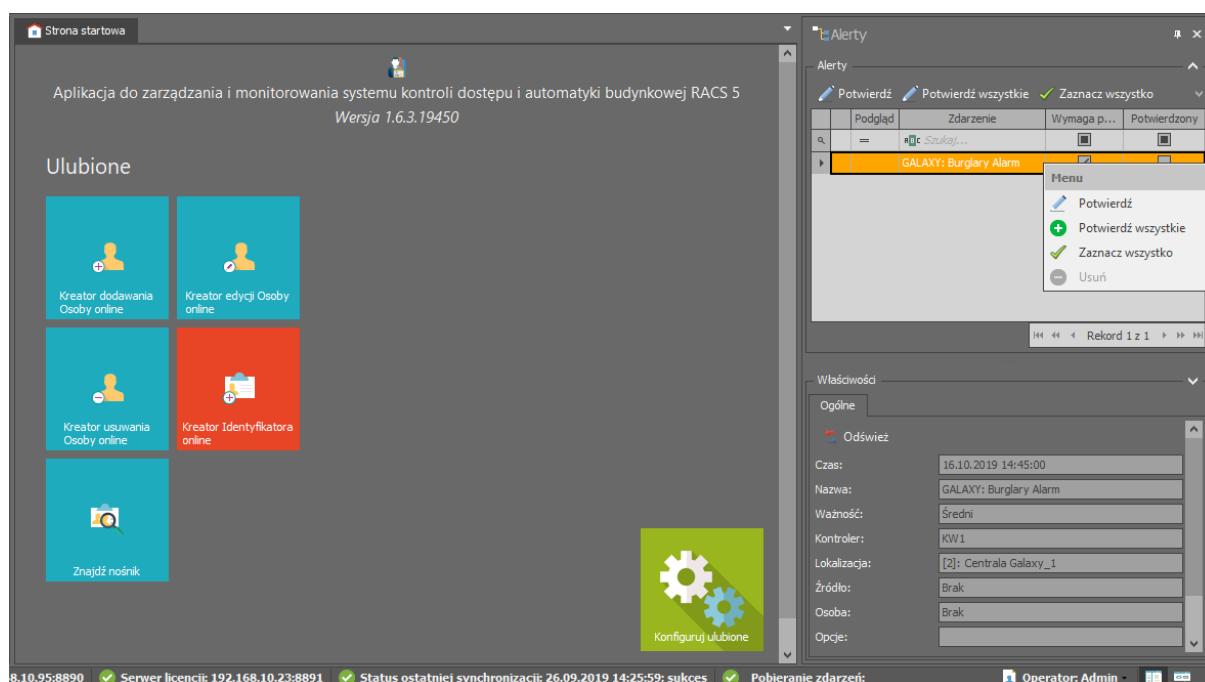 Strona startowa
Aplikacja do zarządzania i monitorowania systemu kontroli dostępu i automatyki budynkowej RACS 5
Wersja 1.6.3.19450
Ulubione
Kreator dodawania
Osoby online
Kreator edycji Osoby
online
Kreator usuwania
Osoby online
Kreator Identyfikatora
online
Znajdź nośnik
Konfiguruj ulubione
Alerty
Alerty
Potwierdź Potwierdź wszystkie Zaznacz wszystko
Podgląd Zdarzenie Wymaga p... Potwierdzony
= ABC Szukaj...
GALAXY: Burglary Alarm
Menu
Potwierdź
Potwierdź wszystkie
Zaznacz wszystko
Usuń
Rekord 1 z 1
Właściwości
Ogólne
Odśwież
Czas: 16.10.2019 14:45:00
Nazwa: GALAXY: Burglary Alarm
Ważność: Średni
Kontroler: KW1
Lokalizacja: [2]: Centrala Galaxy_1
Źródło: Brak
Osoba: Brak
Opcje:
8.10.95:8890 Serwer licencji: 192.168.10.23:8891 Status ostatniej synchronizacji: 26.09.2019 14:25:59: sukces Pobieranie zdarzeń: Operator: Admin